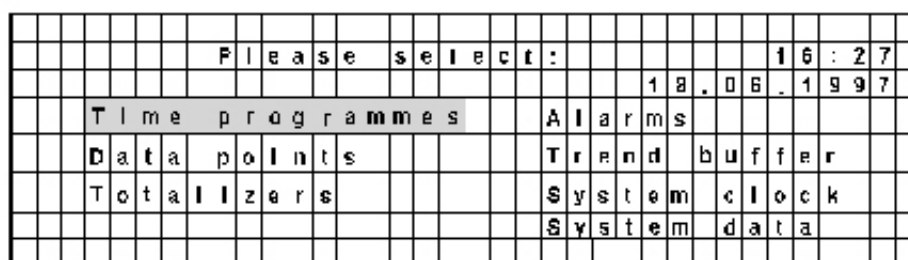 Please select: 16:27
18.06.1997
Time programmes Alarms
Data points Trend buffer
Totalizers System clock
System data